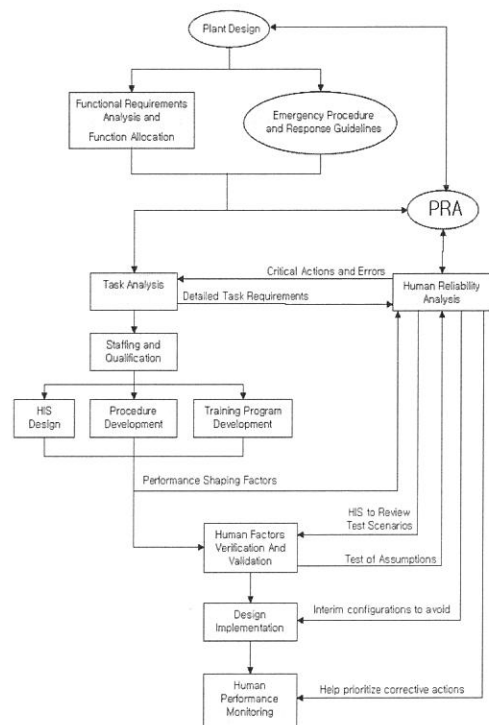 Plant Design
Functional Requirements
Analysis and
Function Allocation
Emergency Procedure
and Response Guidelines
PRA
Critical Actions and Errors
Task Analysis
Detailed Task Requirements
Human Reliability
Analysis
Staffing and
Qualification
HIS
Design
Procedure
Development
Training Program
Development
Performance Shaping Factors
HIS to Review
Test Scenarios
Human Factors
Verification And
Validation
Test of Assumptions
Design
Implementation
Interim configurations to avoid
Human
Performance
Monitoring
Help prioritize corrective actions